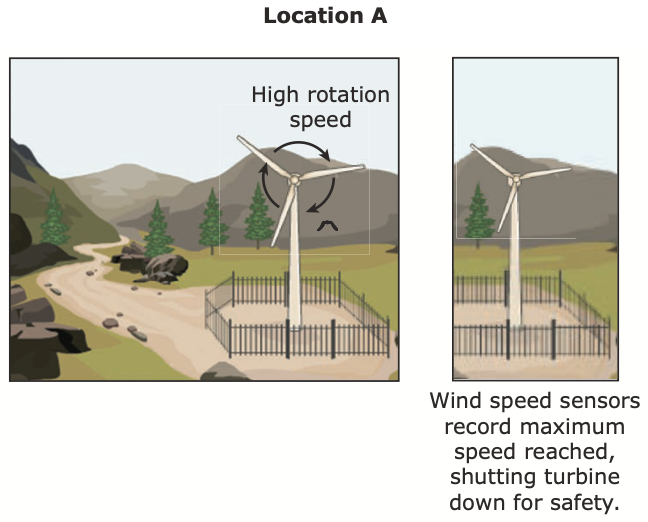 Location A
High rotation
speed
Wind speed sensors
record maximum
speed reached,
shutting turbine
down for safety.